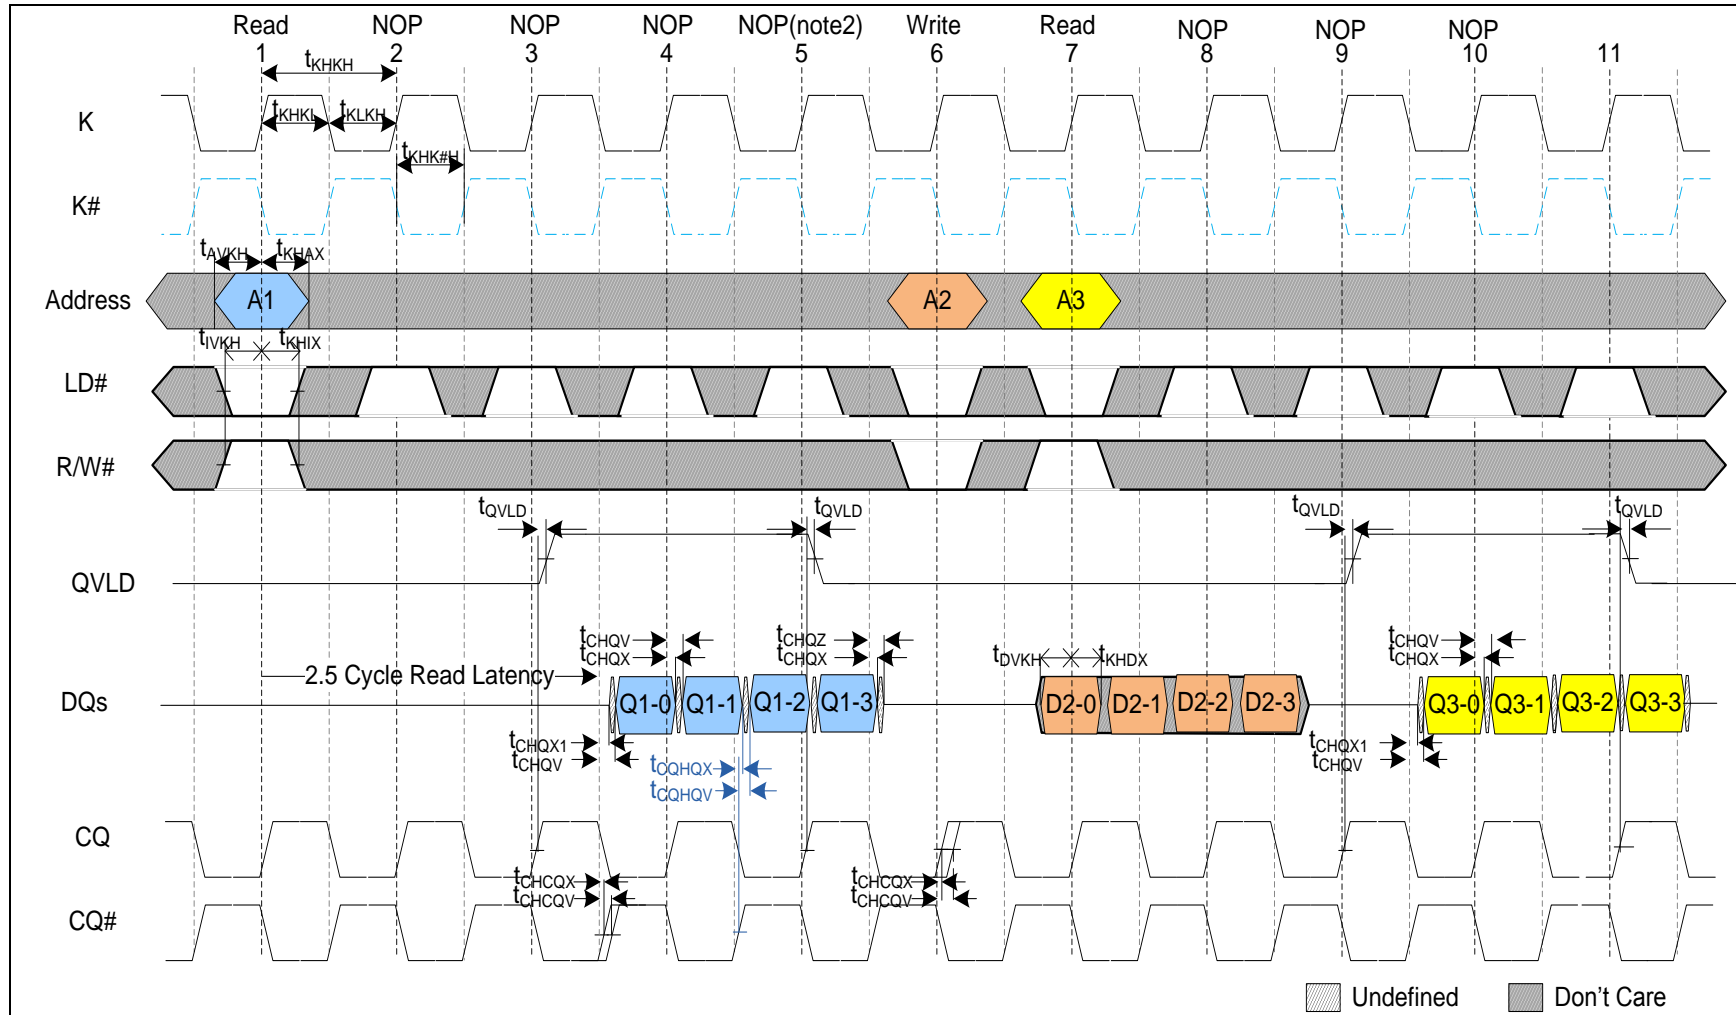 Read NOP NOP NOP NOP(note2) Write Read NOP NOP NOP
1 2 3 4 5 6 7 8 9 10 11
tKHKH
K tKHKL tKLKH
tKHK#H
K#
tAVKH tKHAX
Address A1 A2 A3
tIVKH tKHIX
LD#
R/W#
tQVLD tQVLD tQVLD tQVLD
QVLD
tCHQV tCHQZ tCHQV
tCHQX tCHQX tDVKH tKHDX tCHQX
2.5 Cycle Read Latency
DQs Q1-0 Q1-1 Q1-2 Q1-3 D2-0 D2-1 D2-2 D2-3 Q3-0 Q3-1 Q3-2 Q3-3
tCHQX1 tCHQX1
tCHQV tCHQV
tCQHQX
tCQHQV
CQ
tCHCQX tCHCQX
tCHCQV tCHCQV
CQ#
Undefined Don't Care